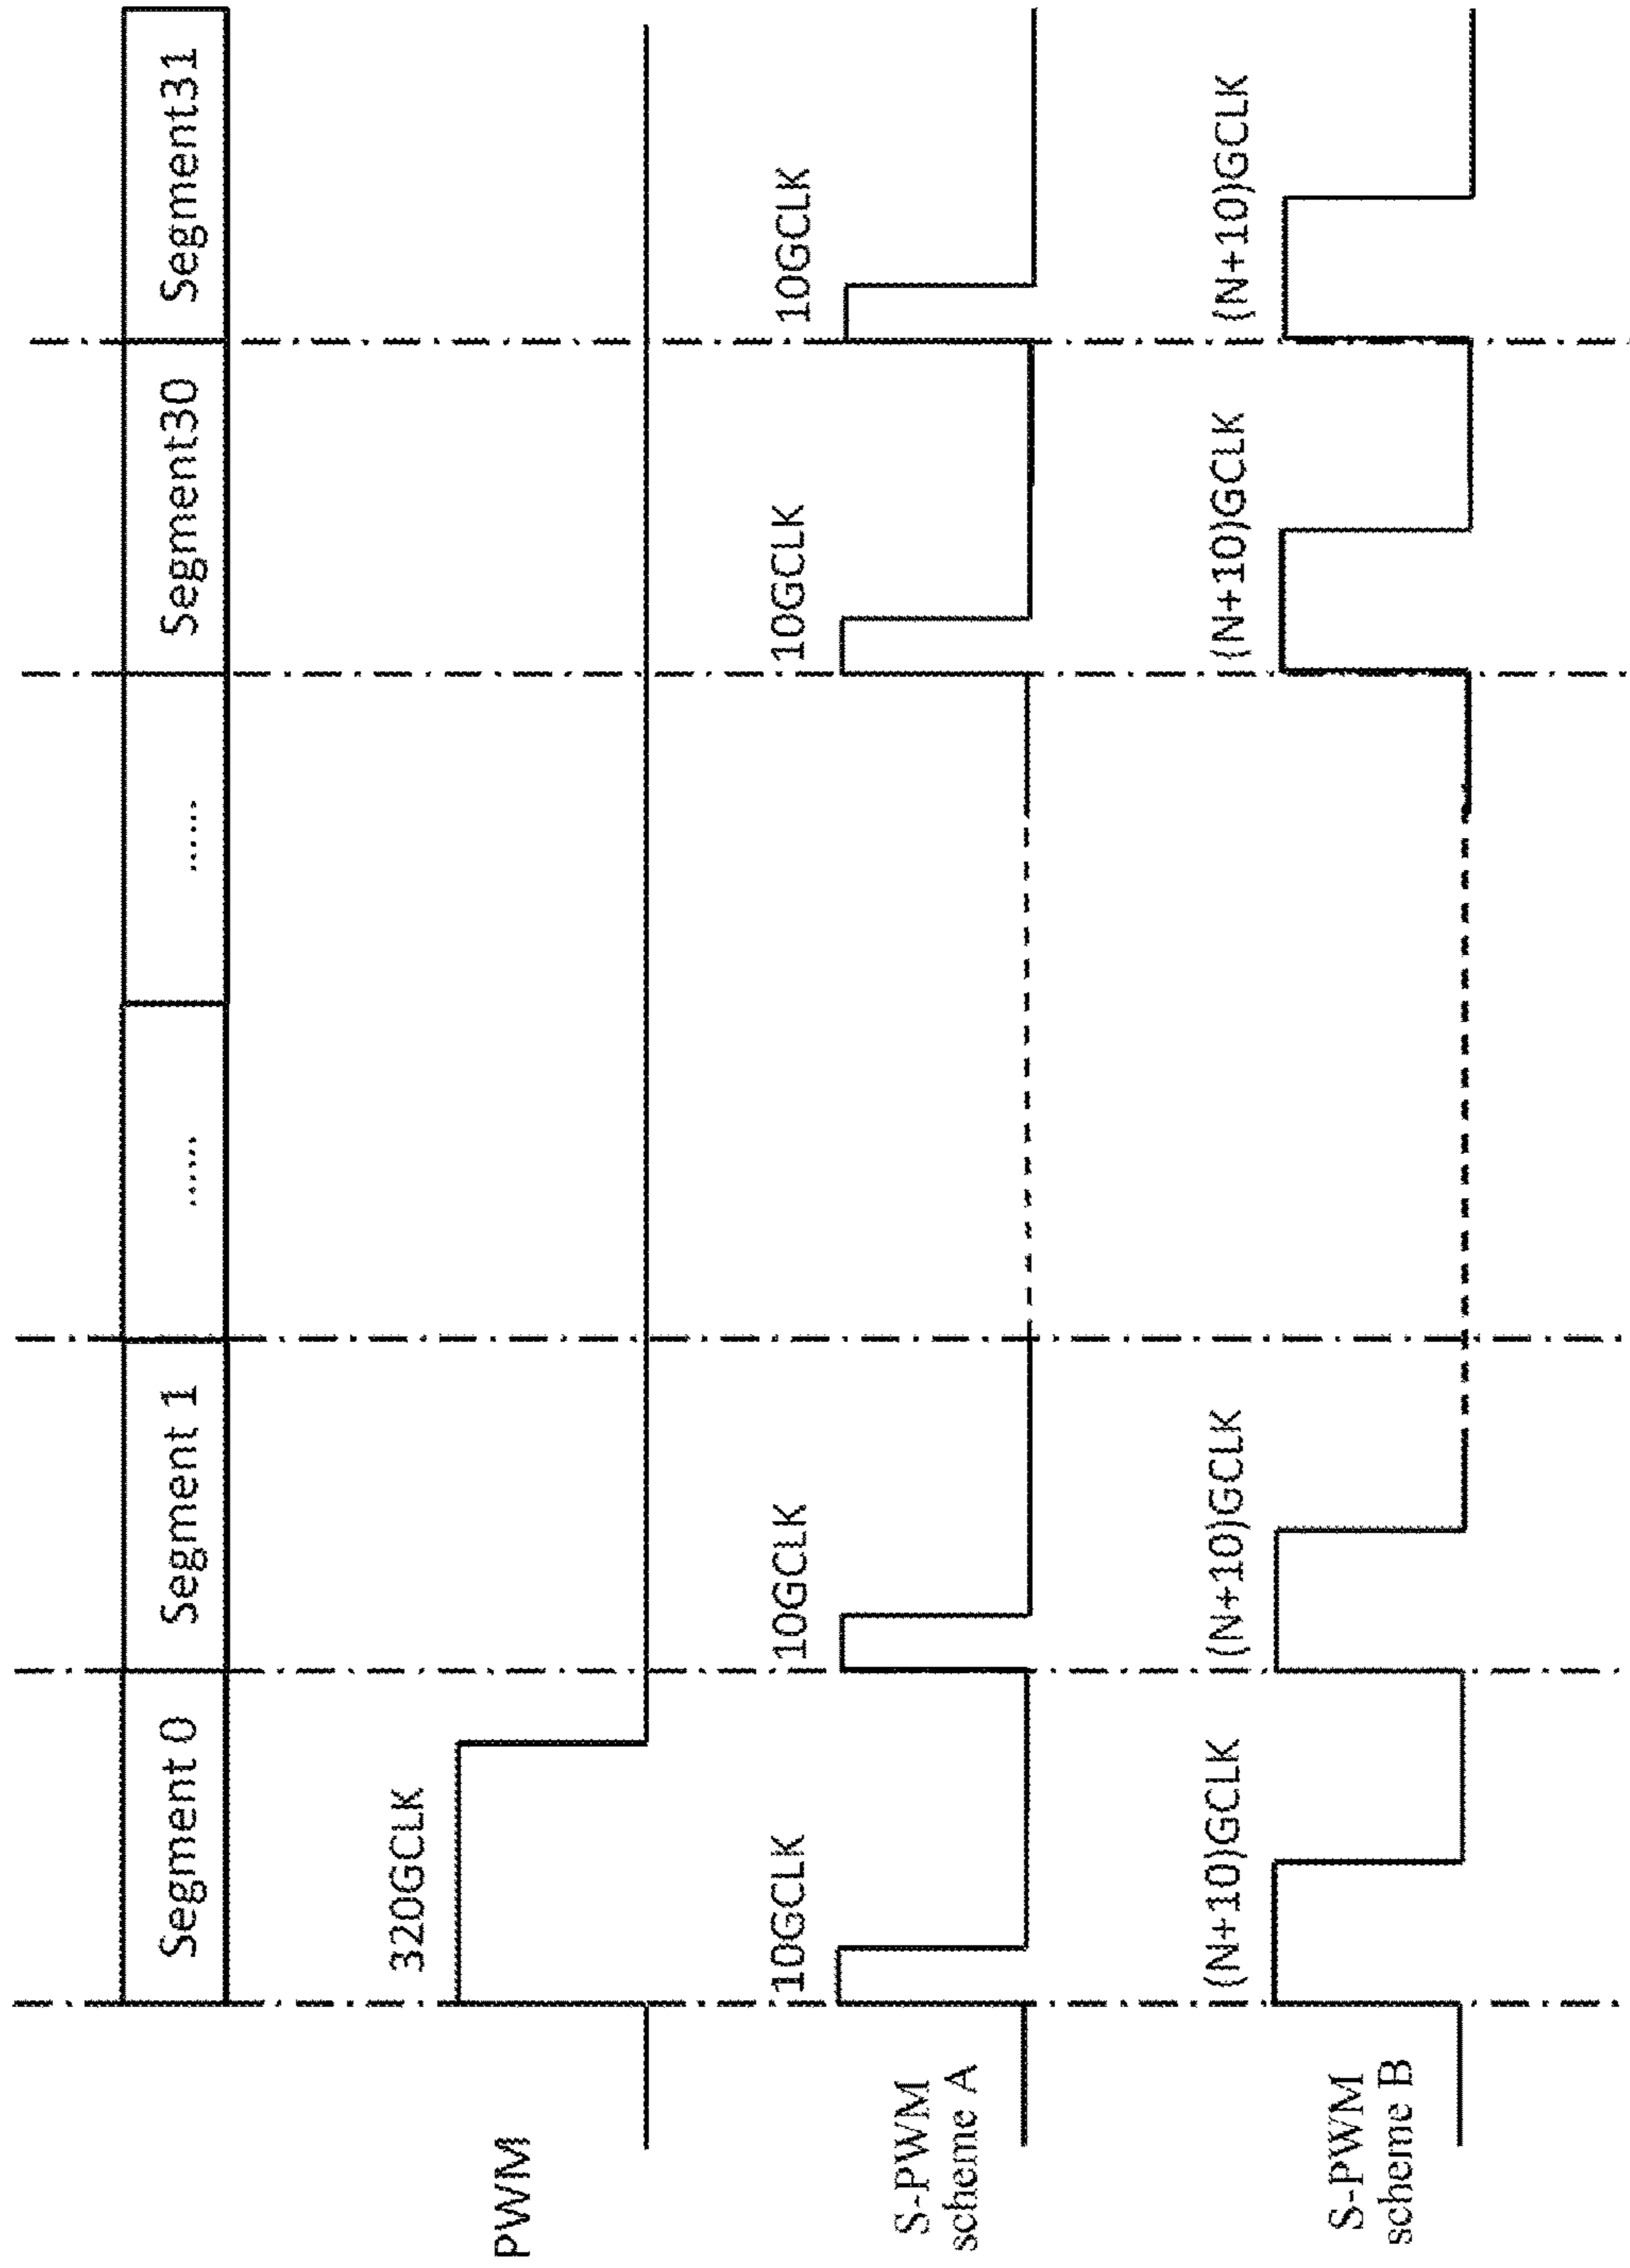 Segment 0 Segment 1 ...... ...... Segment30 Segment31
PWM
320GCLK
S-PWM
scheme A
10GCLK 10GCLK 10GCLK 10GCLK
S-PWM
scheme B
(N+10)GCLK (N+10)GCLK (N+10)GCLK (N+10)GCLK